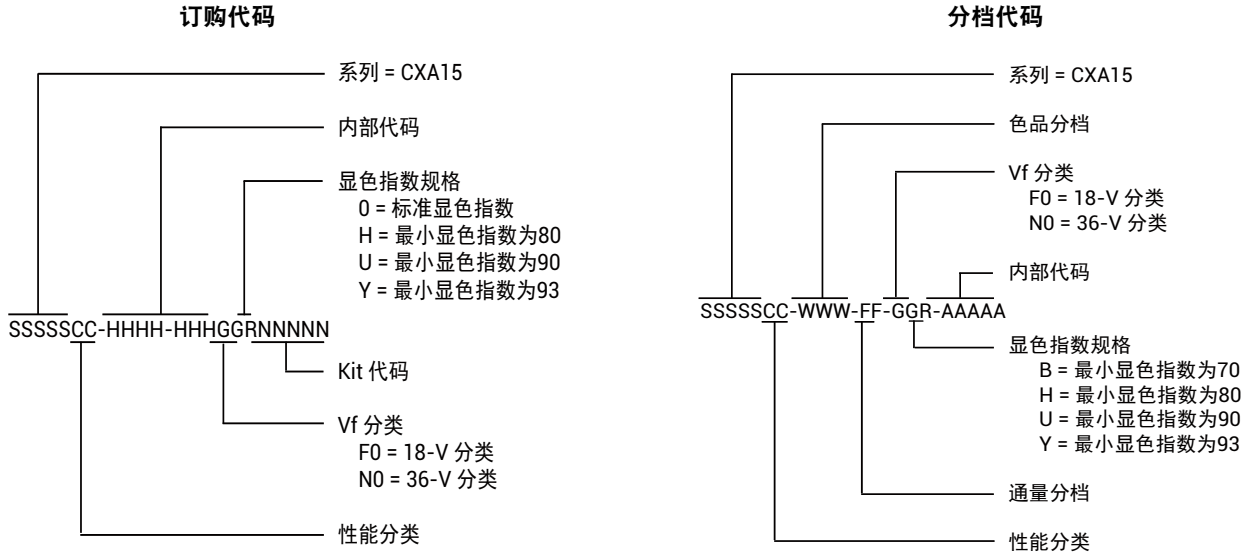 订购代码
系列 = CXA15
内部代码
显色指数规格
0 = 标准显色指数
H = 最小显色指数为80
U = 最小显色指数为90
Y = 最小显色指数为93
SSSSSCC-HHHH-HHHGGRNNNNN
Kit 代码
Vf 分类
F0 = 18-V 分类
N0 = 36-V 分类
性能分类
分档代码
系列 = CXA15
色品分档
Vf 分类
F0 = 18-V 分类
N0 = 36-V 分类
内部代码
SSSSSCC-WWW-FF-GGR-AAAAA
显色指数规格
B = 最小显色指数为70
H = 最小显色指数为80
U = 最小显色指数为90
Y = 最小显色指数为93
通量分档
性能分类